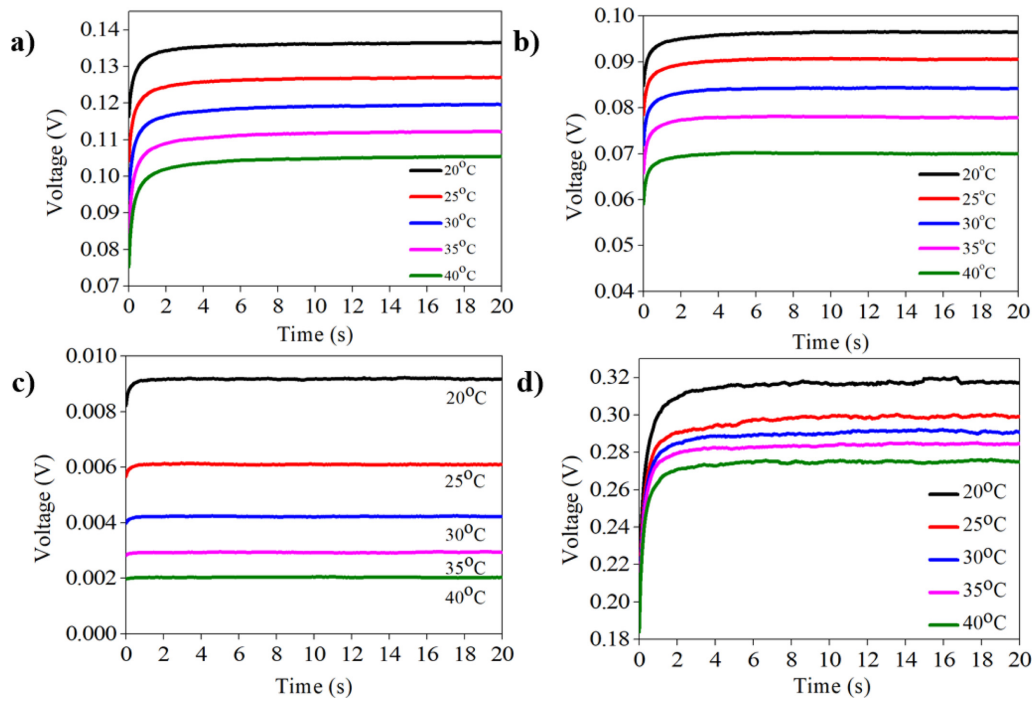 a)
Voltage (V)
0.14
0.13
0.12
0.11
0.10
0.09
0.08
0.07
20°C
25°C
30°C
35°C
40°C
0 2 4 6 8 10 12 14 16 18 20
Time (s)
b)
Voltage (V)
0.10
0.09
0.08
0.07
0.06
0.05
0.04
20°C
25°C
30°C
35°C
40°C
0 2 4 6 8 10 12 14 16 18 20
Time (s)
c)
Voltage (V)
0.010
0.008
0.006
0.004
0.002
0.000
20°C
25°C
30°C
35°C
40°C
0 2 4 6 8 10 12 14 16 18 20
Time (s)
d)
Voltage (V)
0.32
0.30
0.28
0.26
0.24
0.22
0.20
0.18
20°C
25°C
30°C
35°C
40°C
0 2 4 6 8 10 12 14 16 18 20
Time (s)